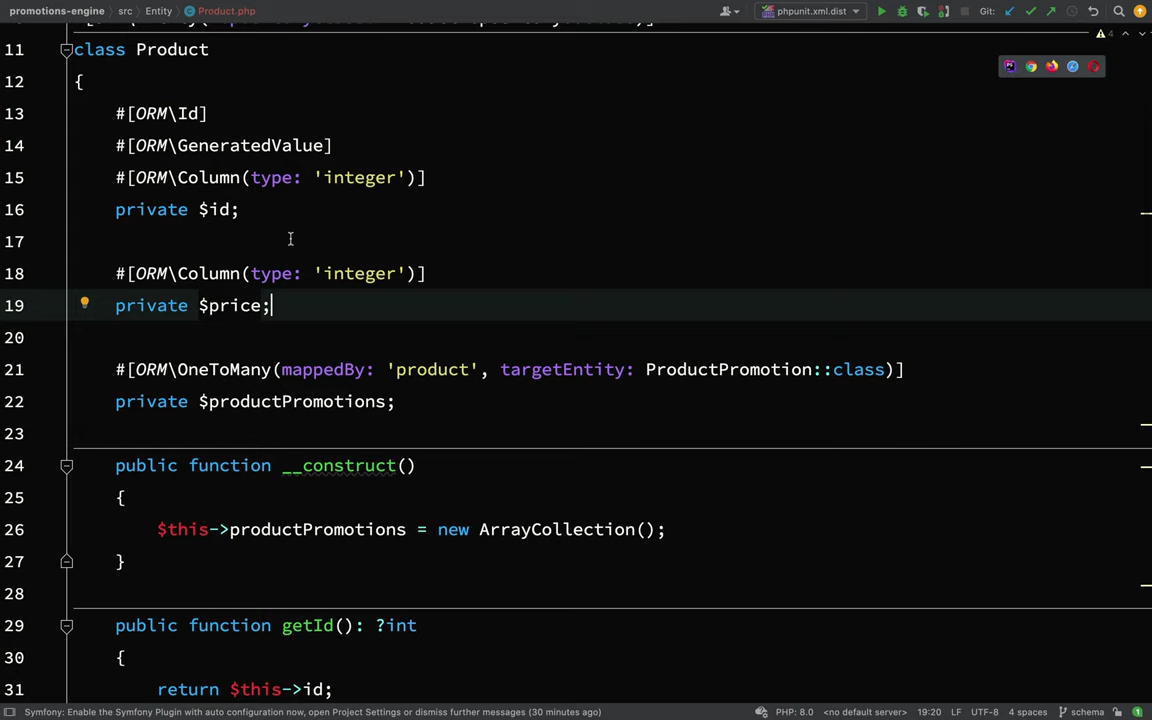 promotions-engine src Entity Product.php phpunit.xml.dist Git:
4
11 class Product
12 {
13 #[ORM\Id]
14 #[ORM\GeneratedValue]
15 #[ORM\Column(type: 'integer')]
16 private $id;
17
18 #[ORM\Column(type: 'integer')]
19 private $price;
20
21 #[ORM\OneToMany(mappedBy: 'product', targetEntity: ProductPromotion::class)]
22 private $productPromotions;
23
24 public function __construct()
25 {
26 $this->productPromotions = new ArrayCollection();
27 }
28
29 public function getId(): ?int
30 {
31 return $this->id;
Symfony: Enable the Symfony Plugin with auto configuration now, open Project Settings or dismiss further messages (30 minutes ago) PHP: 8.0 <no default server> 19:20 LF UTF-8 4 spaces schema 1